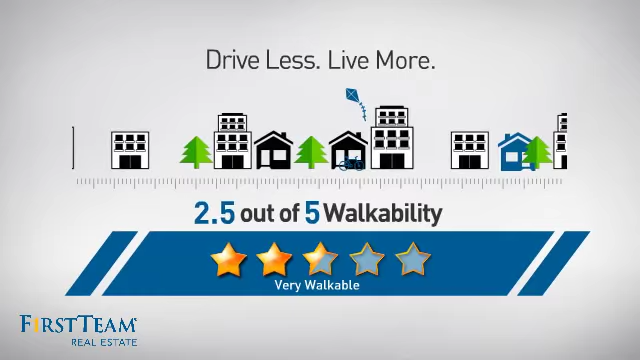 Drive Less. Live More.
2.5 out of 5 Walkability
Very Walkable
FIRSTTEAM®
REAL ESTATE